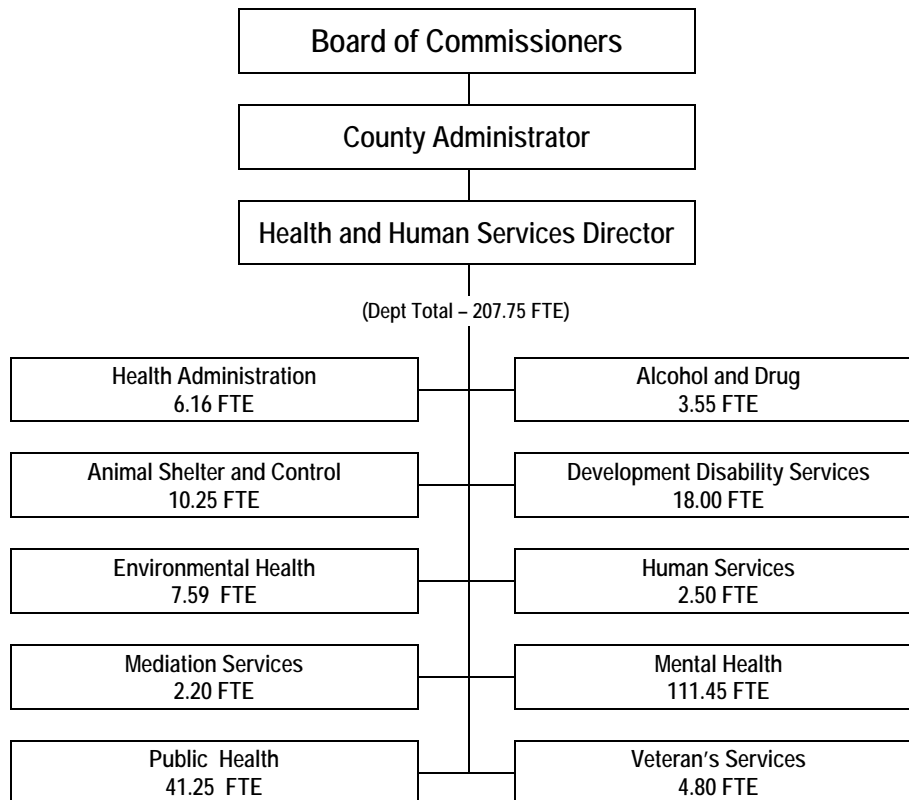 Board of Commissioners
County Administrator
Health and Human Services Director
(Dept Total – 207.75 FTE)
Health Administration
6.16 FTE
Alcohol and Drug
3.55 FTE
Animal Shelter and Control
10.25 FTE
Development Disability Services
18.00 FTE
Environmental Health
7.59 FTE
Human Services
2.50 FTE
Mediation Services
2.20 FTE
Mental Health
111.45 FTE
Public Health
41.25 FTE
Veteran's Services
4.80 FTE